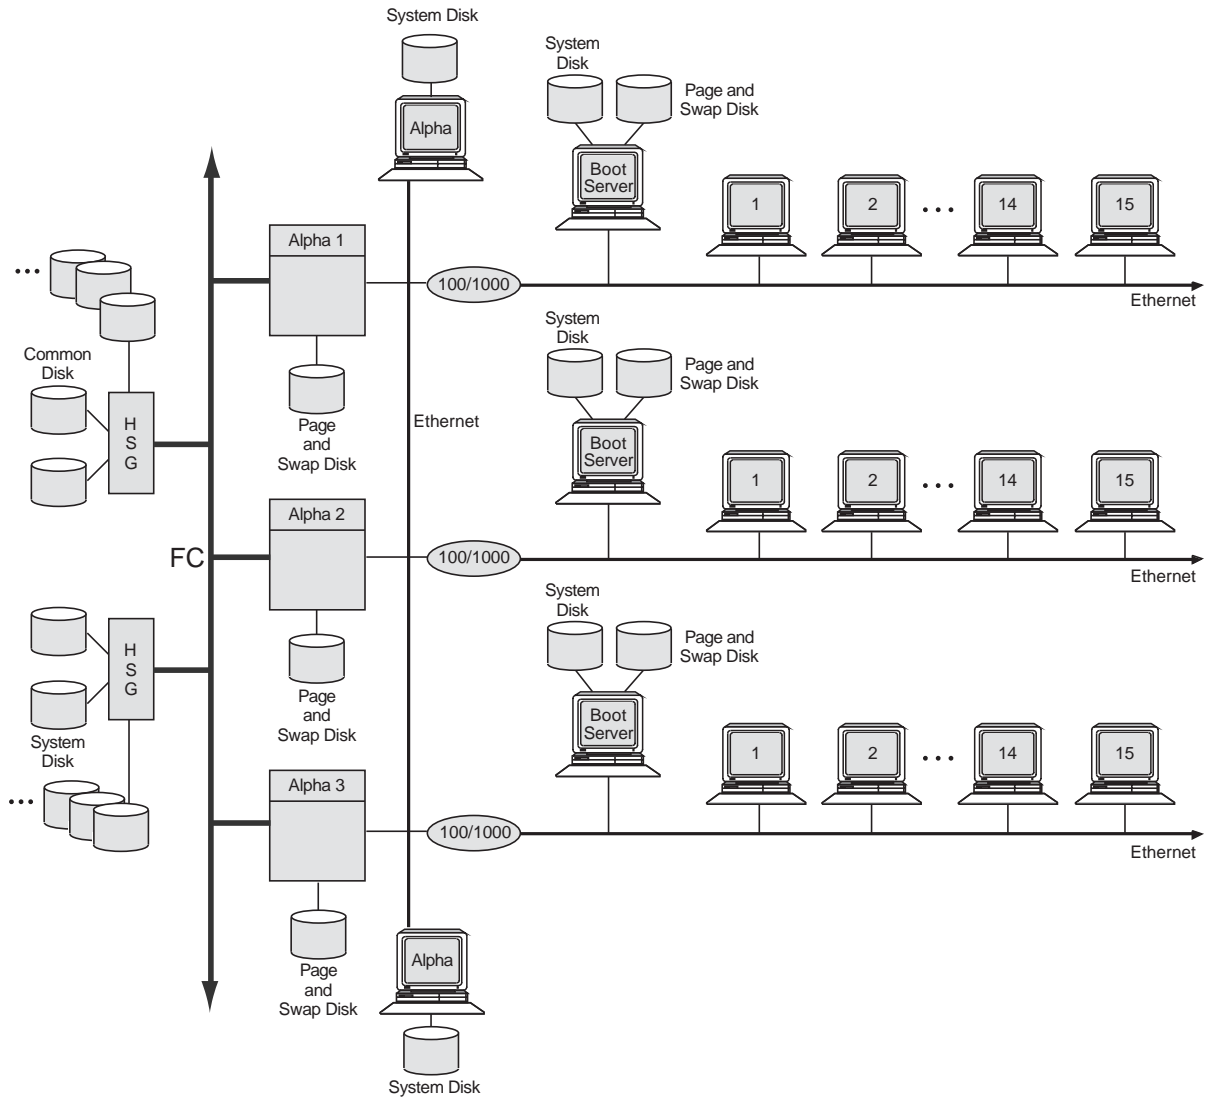 System Disk
Alpha
System
Disk
Page and
Swap Disk
Boot
Server
1
2
...
14
15
Alpha 1
100/1000
Ethernet
...
Common
Disk
H
S
G
Page
and
Swap Disk
Ethernet
System
Disk
Page and
Swap Disk
Boot
Server
1
2
...
14
15
Alpha 2
FC
100/1000
Ethernet
H
S
G
System
Disk
...
Page
and
Swap Disk
System
Disk
Page and
Swap Disk
Boot
Server
1
2
...
14
15
Alpha 3
100/1000
Ethernet
Page
and
Swap Disk
Alpha
System Disk